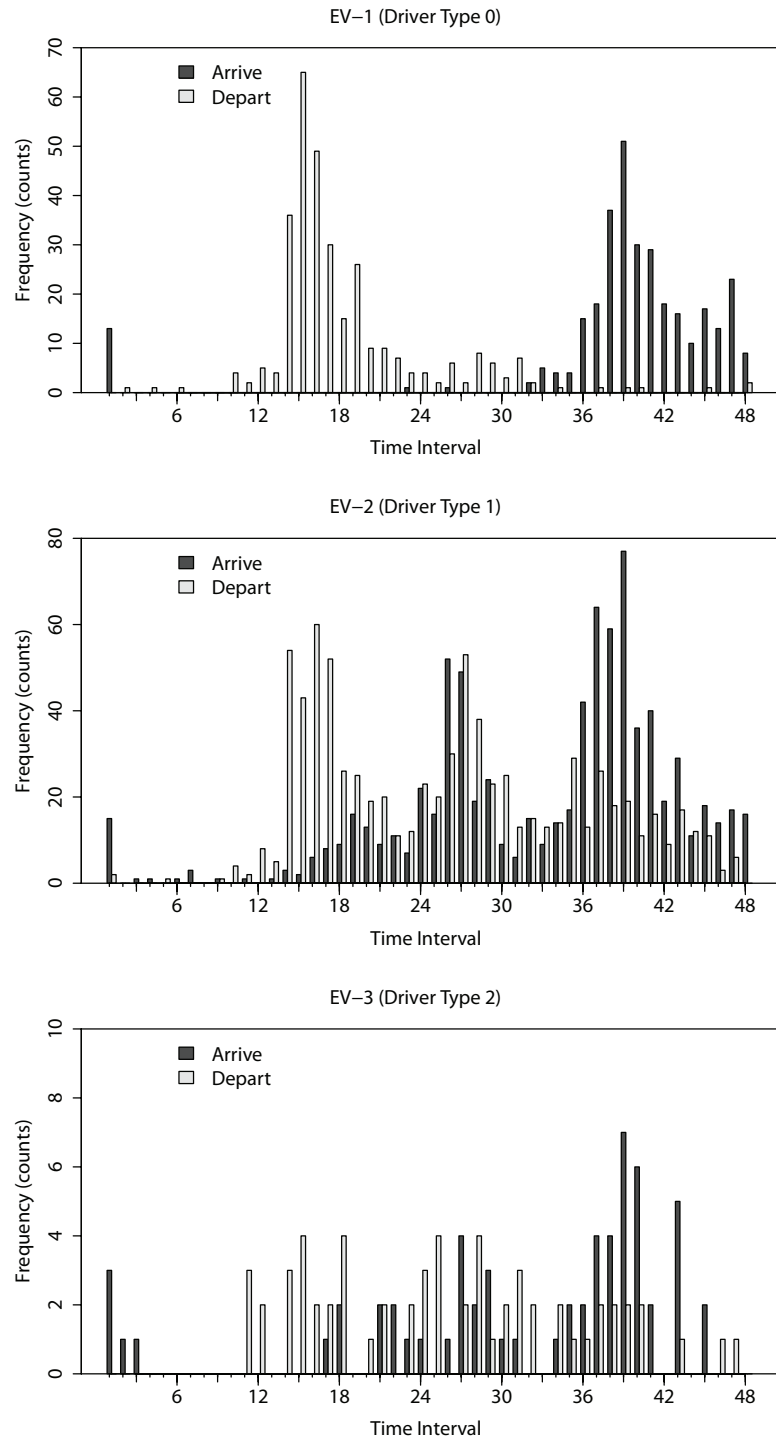 EV−1 (Driver Type 0)
70
60
50
40
30
20
10
0
Frequency (counts)
Arrive
Depart
6 12 18 24 30 36 42 48
Time Interval
EV−2 (Driver Type 1)
80
60
40
20
0
Frequency (counts)
Arrive
Depart
6 12 18 24 30 36 42 48
Time Interval
EV−3 (Driver Type 2)
10
8
6
4
2
0
Frequency (counts)
Arrive
Depart
6 12 18 24 30 36 42 48
Time Interval